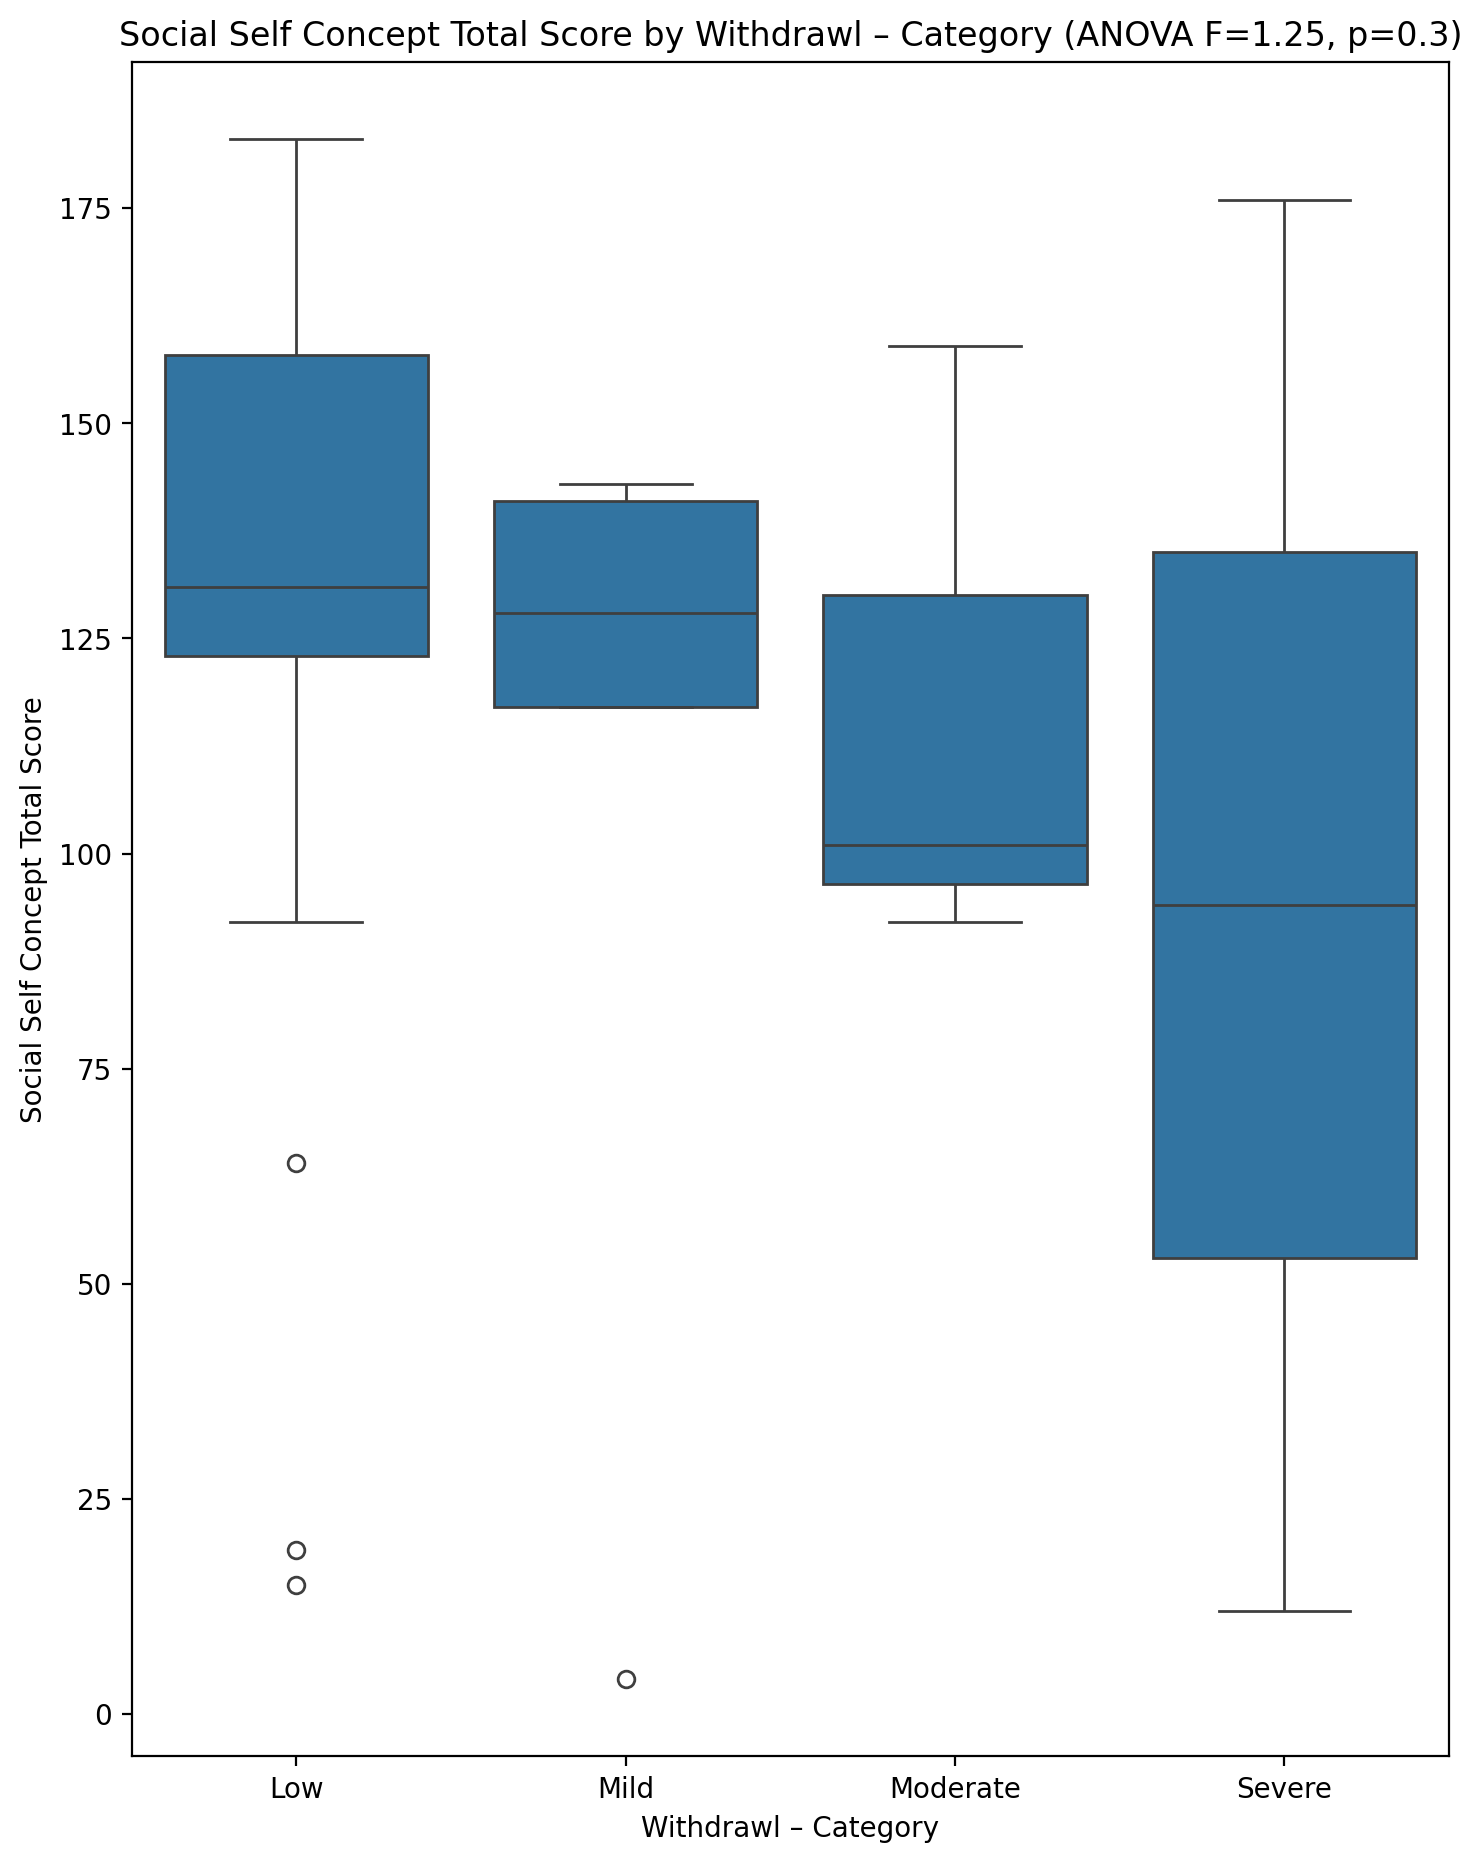 Social Self Concept Total Score by Withdrawl – Category (ANOVA F=1.25, p=0.3)
Social Self Concept Total Score
175
150
125
100
75
50
25
0
Low Mild Moderate Severe
Withdrawl – Category